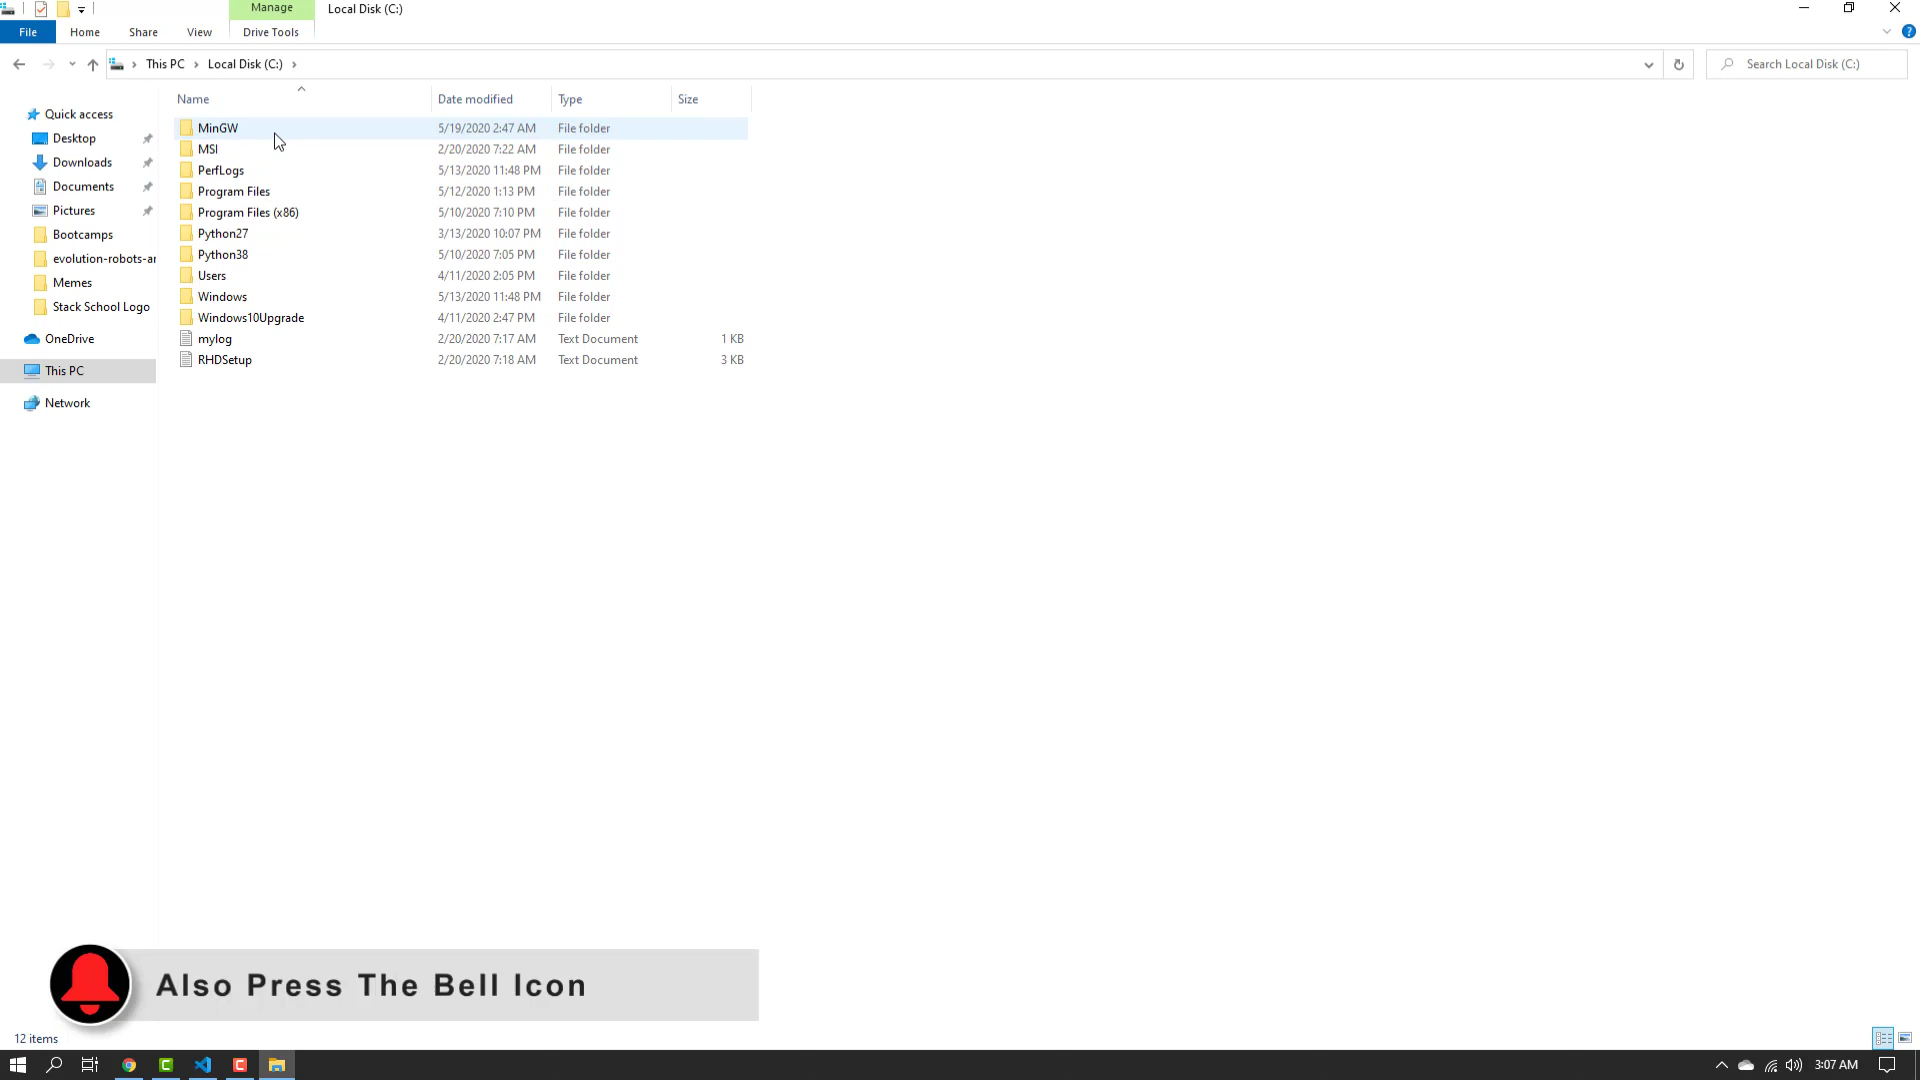 Manage
Local Disk (C:)
File
Home
Share
View
Drive Tools
This PC
Local Disk (C:)
Search Local Disk (C:)
Name
Date modified
Type
Size
Quick access
Desktop
Downloads
Documents
Pictures
Bootcamps
evolution-robots-ar
Memes
Stack School Logo
OneDrive
This PC
Network
MinGW 5/19/2020 2:47 AM File folder
MSI 2/20/2020 7:22 AM File folder
PerfLogs 5/13/2020 11:48 PM File folder
Program Files 5/12/2020 1:13 PM File folder
Program Files (x86) 5/10/2020 7:10 PM File folder
Python27 3/13/2020 10:07 PM File folder
Python38 5/10/2020 7:05 PM File folder
Users 4/11/2020 2:05 PM File folder
Windows 5/13/2020 11:48 PM File folder
Windows10Upgrade 4/11/2020 2:47 PM File folder
mylog 2/20/2020 7:17 AM Text Document 1 KB
RHDSetup 2/20/2020 7:18 AM Text Document 3 KB
Also Press The Bell Icon
12 items
3:07 AM